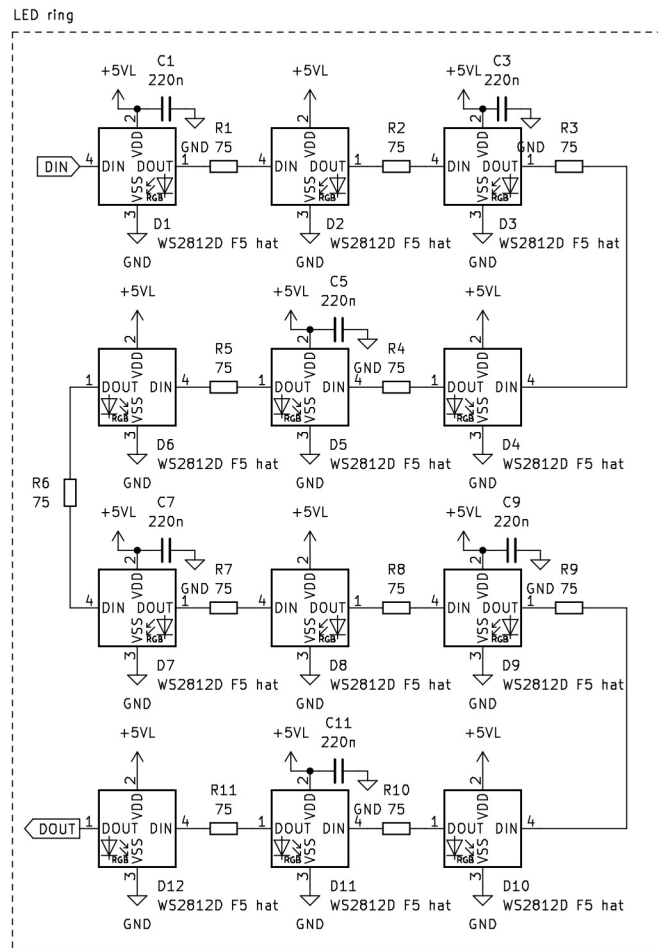 LED ring
C1
C3
+5VL
220n
+5VL
+5VL
220n
2
2
2
R1
R2
R3
GND
75
75
GND
75
DIN
4
DIN
VDD
DOUT
1
4
DIN
VDD
DOUT
1
4
DIN
VDD
DOUT
1
VSS
RGB
VSS
RGB
VSS
RGB
3
3
3
D1
D2
D3
WS2812D F5 hat
WS2812D F5 hat
WS2812D F5 hat
GND
GND
GND
C5
+5VL
+5VL
220n
+5VL
2
2
2
R5
R4
75
GND
75
1
DOUT
VDD
DIN
4
1
DOUT
VDD
DIN
4
1
DOUT
VDD
DIN
4
RGB
VSS
RGB
VSS
RGB
VSS
3
3
3
D6
D5
D4
WS2812D F5 hat
WS2812D F5 hat
WS2812D F5 hat
GND
GND
GND
R6
75
C7
C9
+5VL
220n
+5VL
+5VL
220n
2
2
2
R7
R8
R9
GND
75
75
GND
75
4
DIN
VDD
DOUT
1
4
DIN
VDD
DOUT
1
4
DIN
VDD
DOUT
1
VSS
RGB
VSS
RGB
VSS
RGB
3
3
3
D7
D8
D9
WS2812D F5 hat
WS2812D F5 hat
WS2812D F5 hat
GND
GND
GND
C11
+5VL
+5VL
220n
+5VL
2
2
2
R11
R10
75
GND
75
DOUT
1
DOUT
VDD
DIN
4
1
DOUT
VDD
DIN
4
1
DOUT
VDD
DIN
4
RGB
VSS
RGB
VSS
RGB
VSS
3
3
3
D12
D11
D10
WS2812D F5 hat
WS2812D F5 hat
WS2812D F5 hat
GND
GND
GND